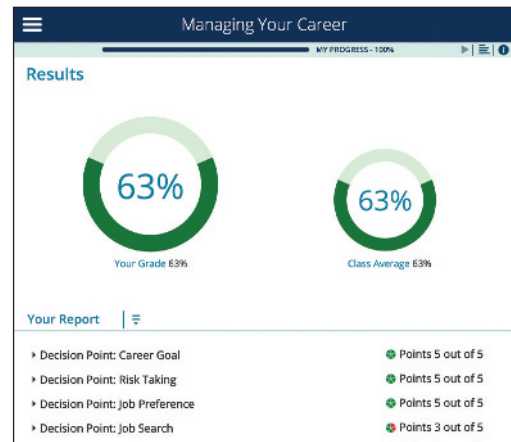 Managing Your Career
MY PROGRESS - 100%
Results
63%
63%
Your Grade 63%
Class Average 63%
Your Report
Decision Point: Career Goal Points 5 out of 5
Decision Point: Risk Taking Points 5 out of 5
Decision Point: Job Preference Points 5 out of 5
Decision Point: Job Search Points 3 out of 5